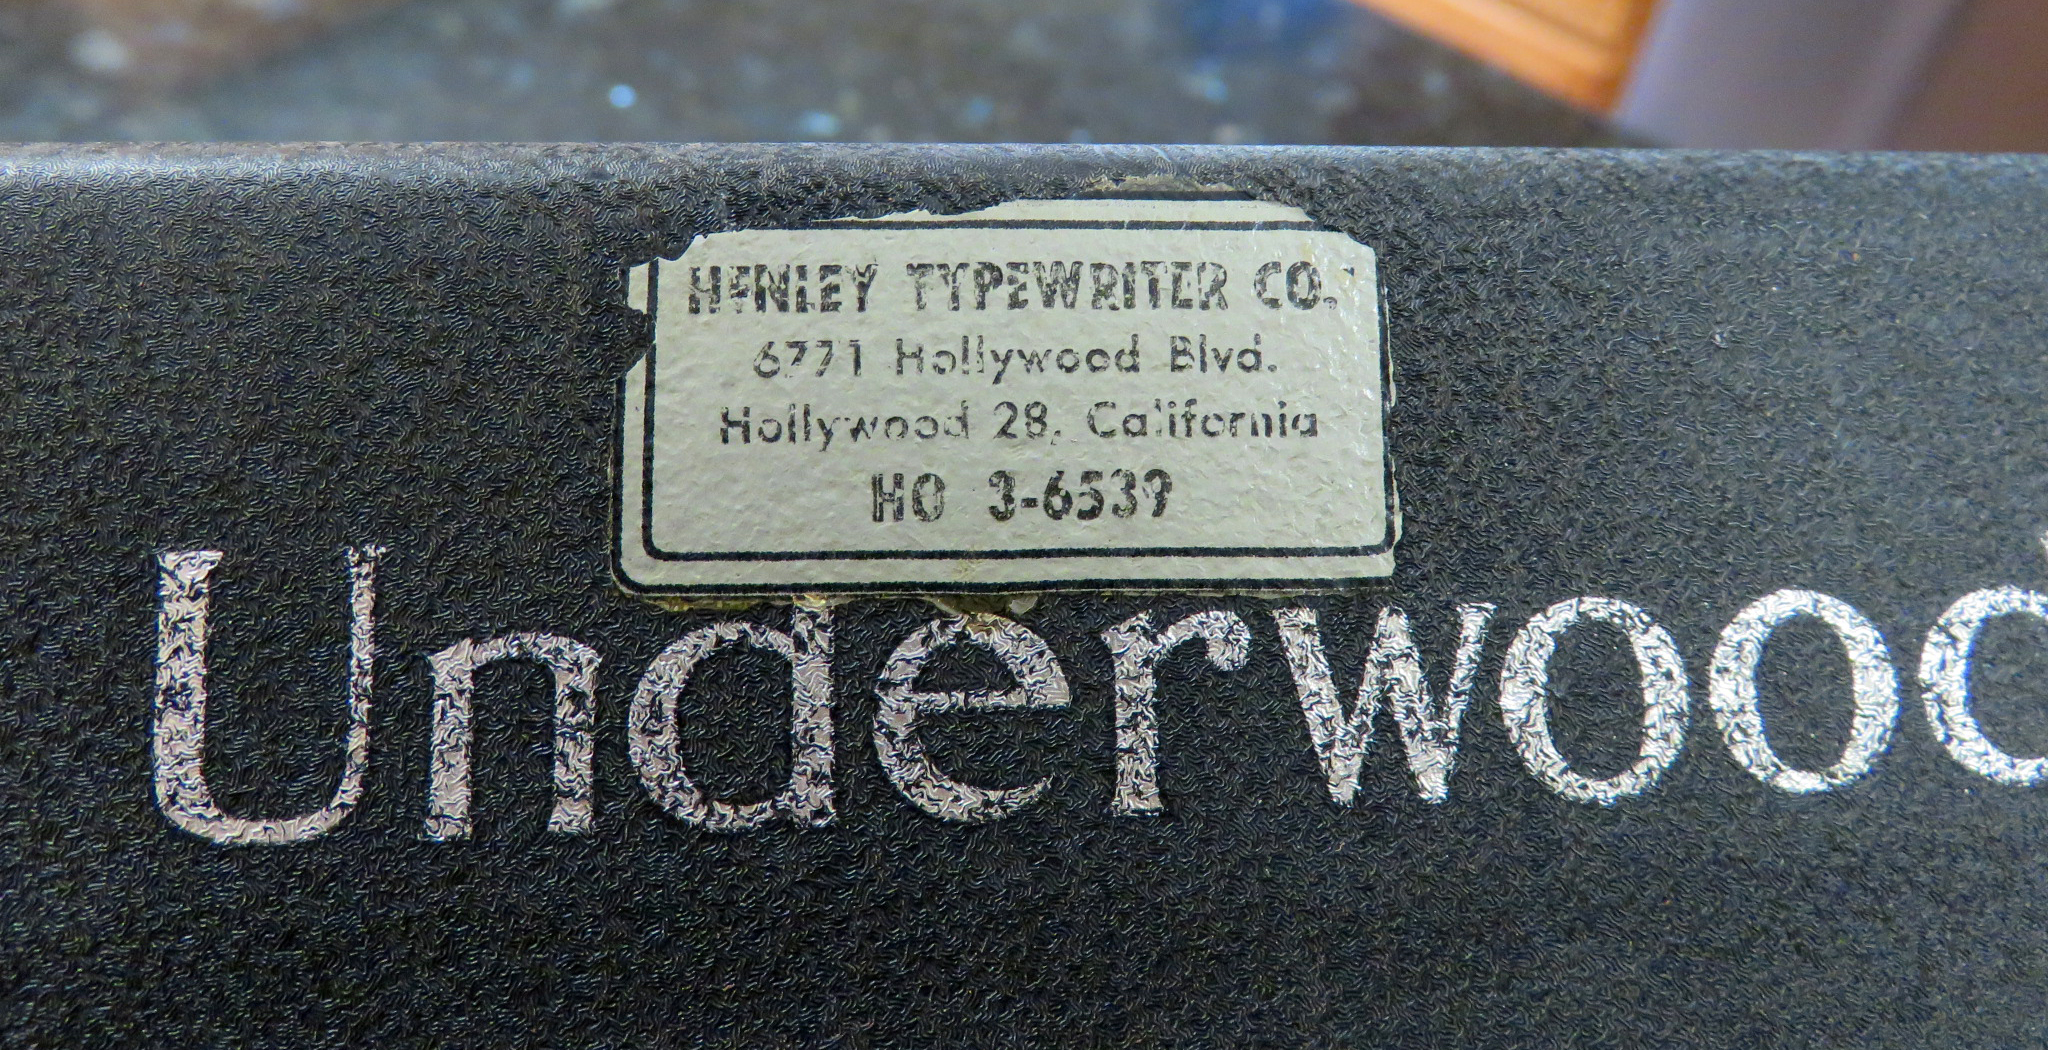 HENLEY TYPEWRITER CO.
6771 Hollywood Blvd.
Hollywood 28, California
HO 3-6539
Underwood